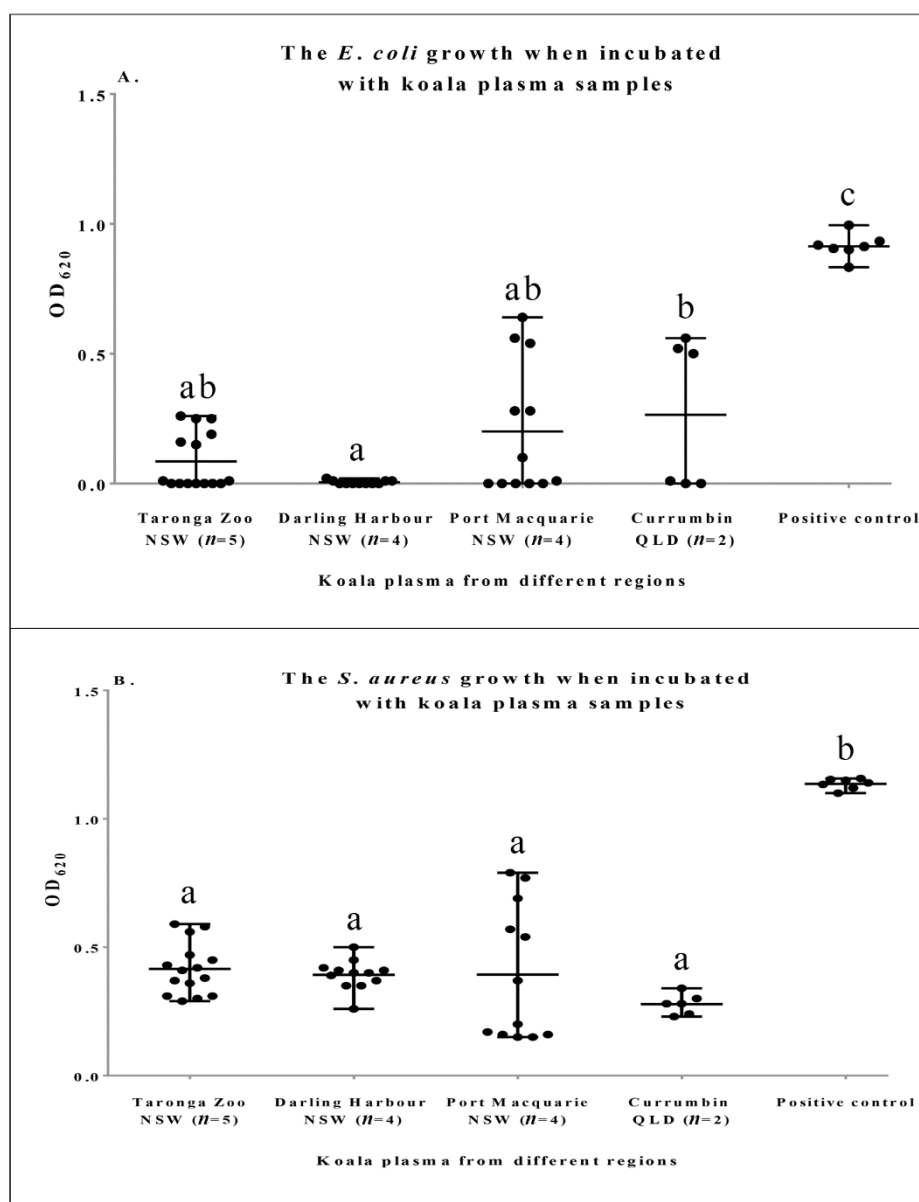 The E. coli growth when incubated
A.
with koala plasma samples
1.5
c
1.0
OD620
ab
b
0.5
ab
a
0.0
Taronga Zoo Darling Harbour Port Macquarie Currumbin Positive control
NSW (n=5) NSW (n=4) NSW (n=4) QLD (n=2)
Koala plasma from different regions
B.
The S. aureus growth when incubated
with koala plasma samples
1.5
b
1.0
OD620
a
a
a
a
0.5
0.0
Taronga Zoo Darling Harbour Port Macquarie Currumbin Positive control
NSW (n=5) NSW (n=4) NSW (n=4) QLD (n=2)
Koala plasma from different regions